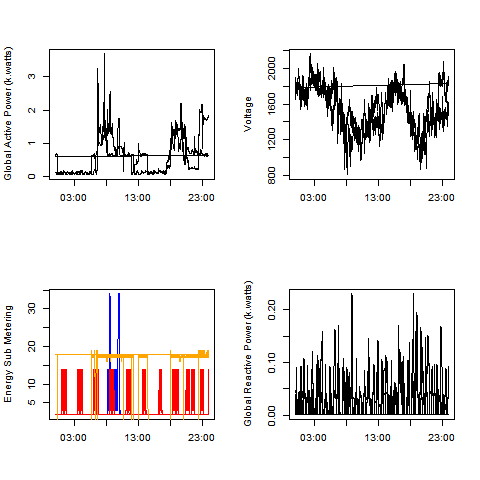 Global Active Power (k.watts)
0 1 2 3
03:00 13:00 23:00
Voltage
800 1200 1600 2000
03:00 13:00 23:00
Energy Sub Metering
5 10 20 30
03:00 13:00 23:00
Global Reactive Power (k.watts)
0.00 0.10 0.20
03:00 13:00 23:00